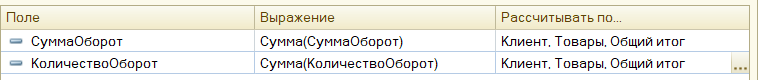 Поле Выражение Рассчитывать по...
СуммаОборот Сумма(СуммаОборот) Клиент, Товары, Общий итог
КоличествоОборот Сумма(КоличествоОборот) Клиент, Товары, Общий итог ...